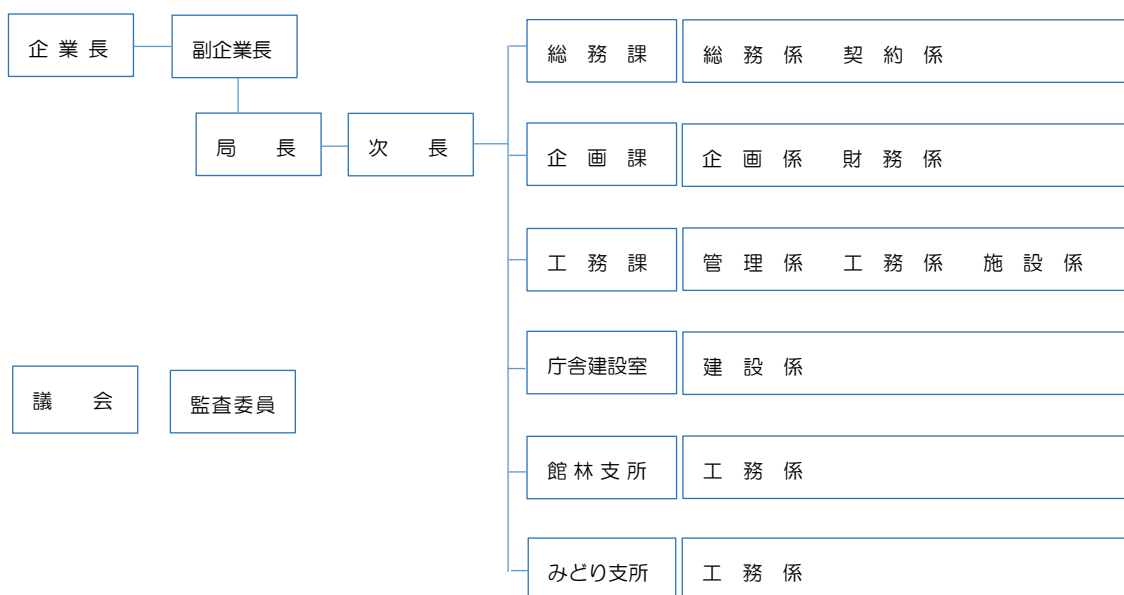 企業長 副企業長 総務課 総務係 契約係
局長 次長 企画課 企画係 財務係
工務課 管理係 工務係 施設係
庁舎建設室 建設係
議会 監査委員
館林支所 工務係
みどり支所 工務係